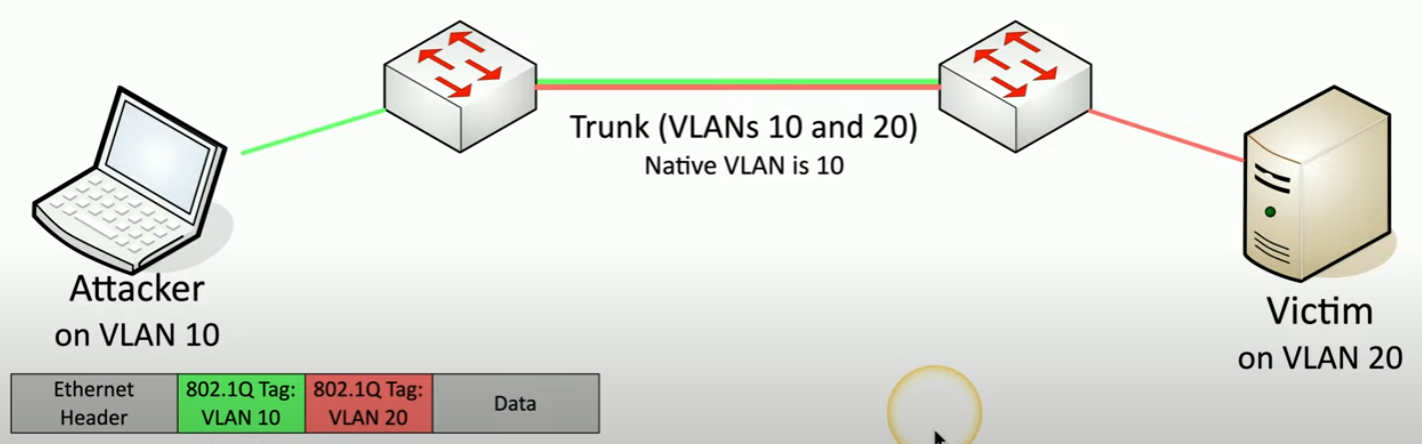 Trunk (VLANs 10 and 20)
Native VLAN is 10
Attacker
on VLAN 10
Victim
on VLAN 20
Ethernet
Header
802.1Q Tag:
VLAN 10
802.1Q Tag:
VLAN 20
Data